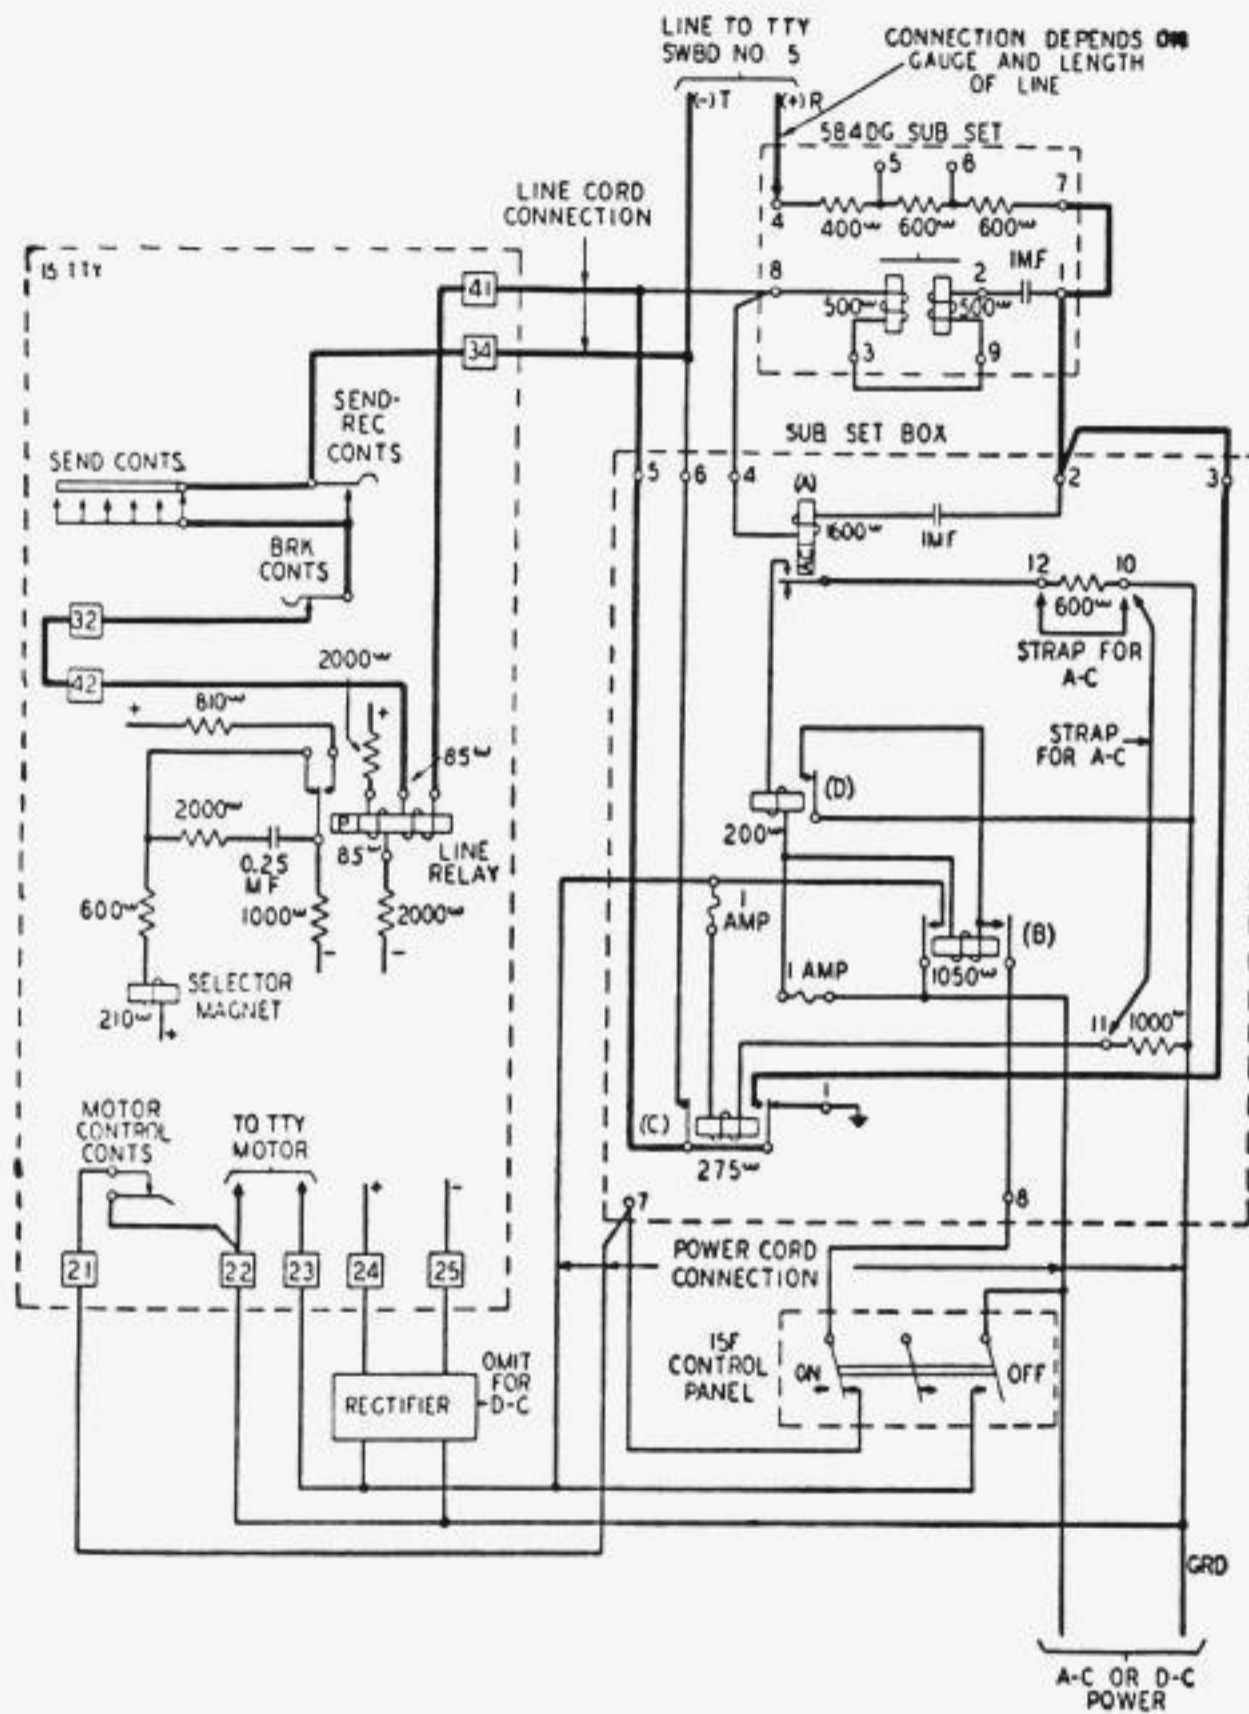 LINE TO TTY
SWBD NO. 5
CONNECTION DEPENDS ON
GAUGE AND LENGTH
OF LINE
(-) T
(+) R
584DG SUB SET
5
6
7
4
400ω
600ω
600ω
LINE CORD
CONNECTION
15 TTY
41
8
2
1MF
1
500ω
500ω
34
3
9
SEND-
REC
CONTS
SUB SET BOX
SEND CONTS.
5
6
4
(A)
2
3
1600ω
1MF
AC
BRK
CONTS
12
10
600ω
32
STRAP FOR
A-C
2000ω
42
810ω
+
+
85ω
STRAP
FOR A-C
(D)
2000ω
P
200ω
0.25
MF
85ω
LINE
RELAY
600ω
1000ω
2000ω
1
AMP
(B)
-
-
1050ω
1 AMP
SELECTOR
MAGNET
210ω
+
11
1000ω
MOTOR
CONTROL
CONTS
TO TTY
MOTOR
(C)
1
275ω
+
-
7
8
21
22
23
24
25
POWER CORD
CONNECTION
15F
CONTROL
PANEL
ON
OFF
OMIT
FOR
D-C
RECTIFIER
GRD
A-C OR D-C
POWER